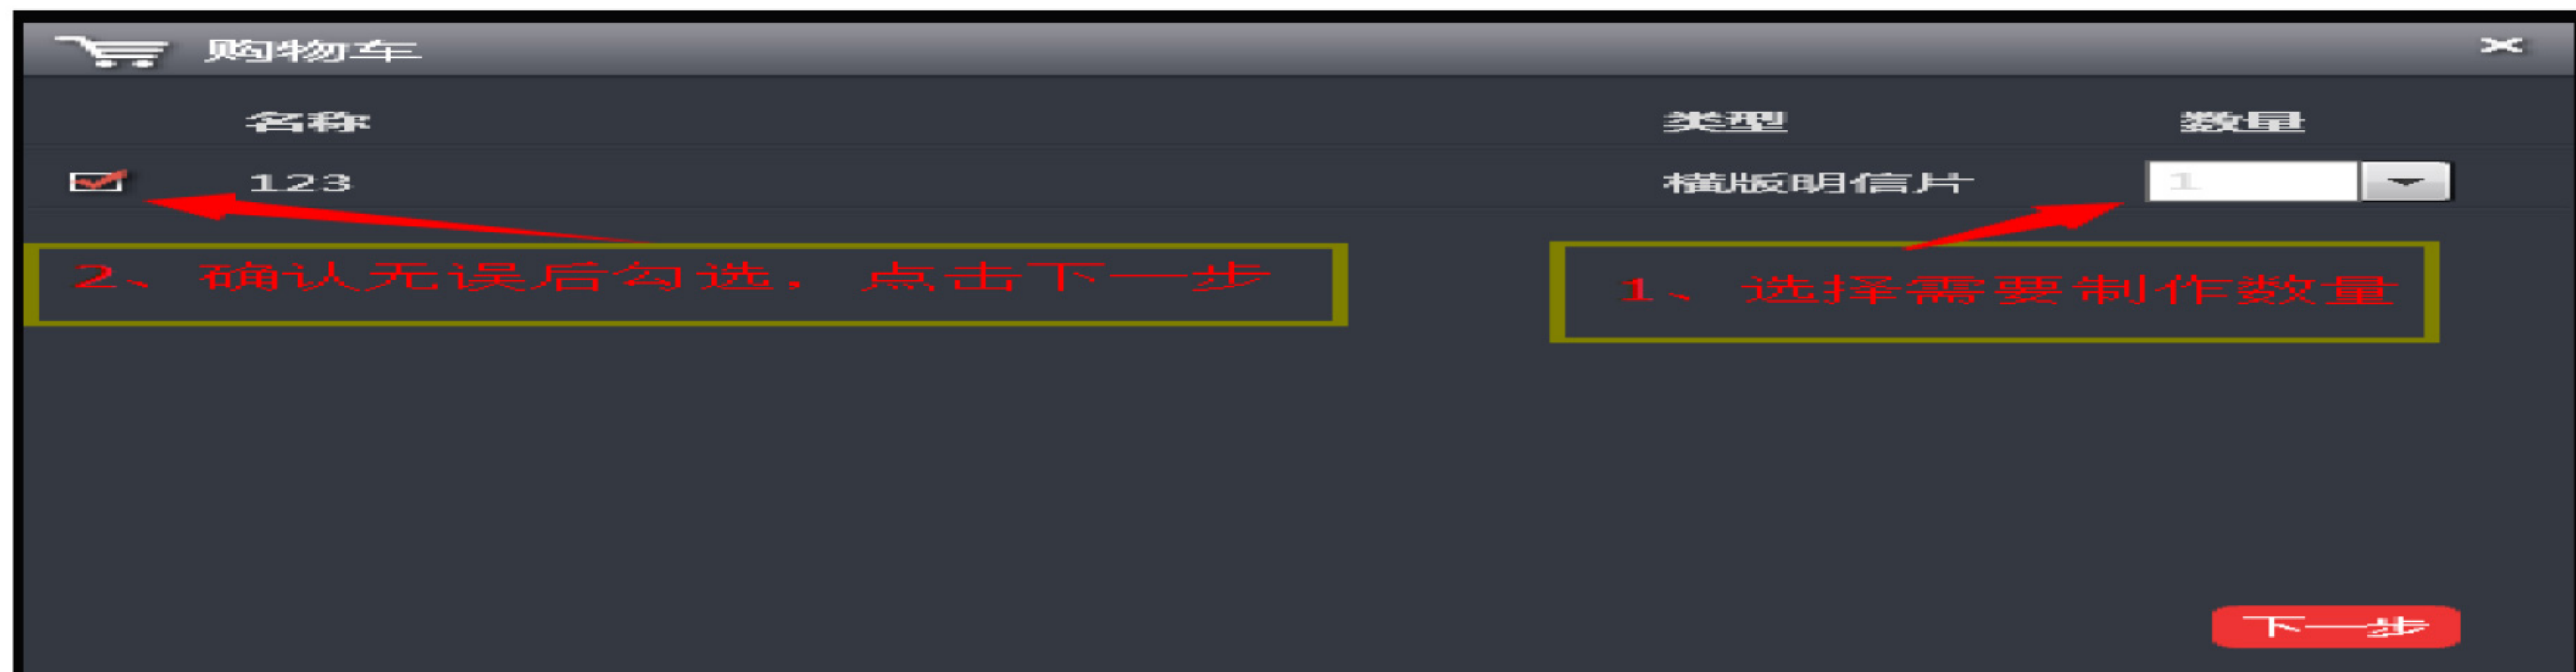 购物车
名称 类型 数量
123 横版明信片 1
2、确认无误后勾选，点击下一步
1、选择需要制作数量
下一步